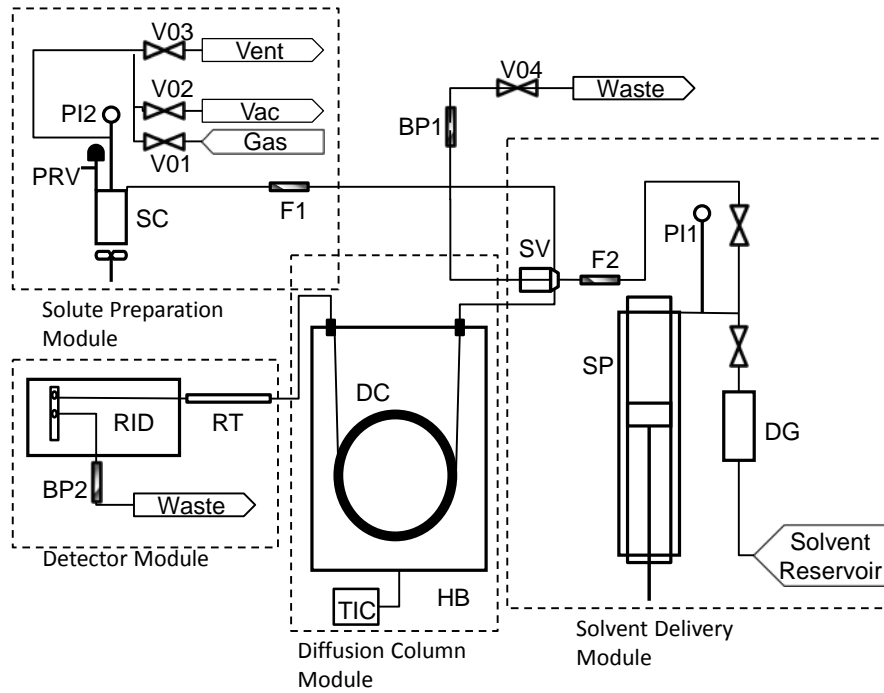 V03
Vent
V02
Vac
PI2
V01
Gas
PRV
SC
F1
Solute Preparation
Module
V04
Waste
BP1
SV
F2
PI1
SP
DG
Solvent
Reservoir
Solvent Delivery
Module
DC
HB
TIC
Diffusion Column
Module
RID
RT
BP2
Waste
Detector Module